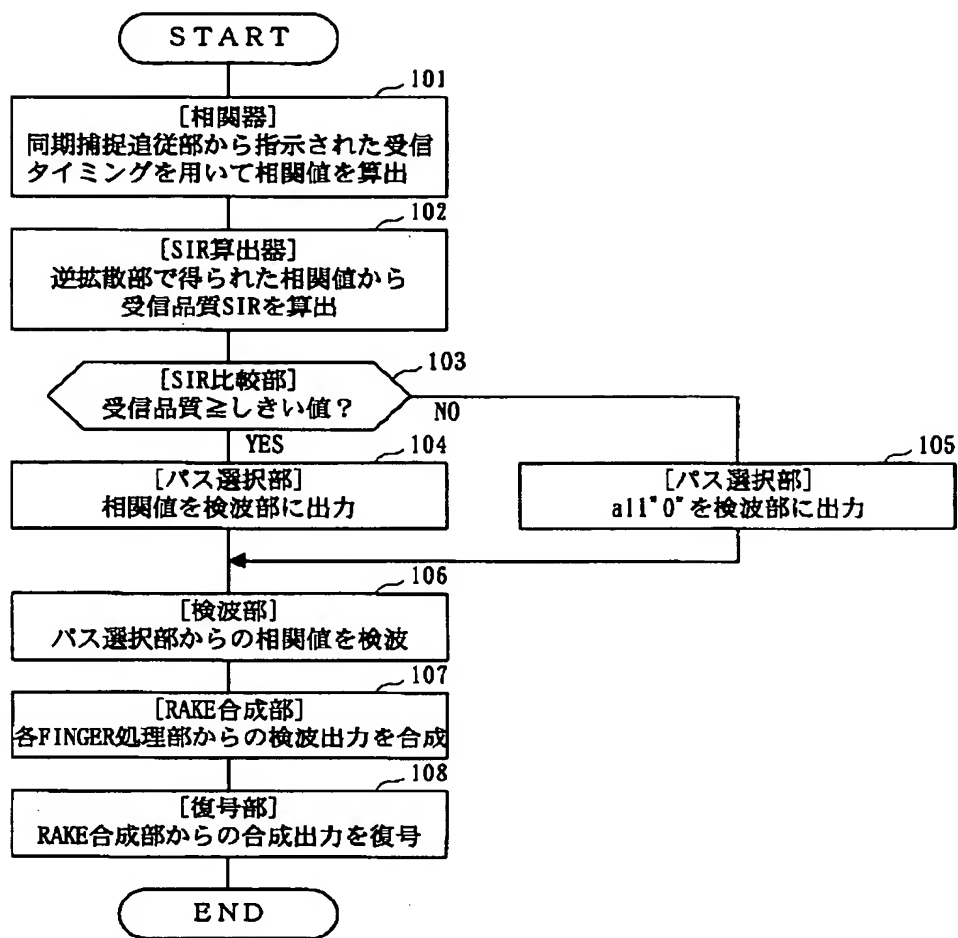 START
101
[相関器]
同期捕捉追従部から指示された受信
タイミングを用いて相関値を算出
102
[SIR算出器]
逆拡散部で得られた相関値から
受信品質SIRを算出
103
[SIR比較部]
受信品質≧しきい値？
NO
YES
104
[パス選択部]
相関値を検波部に出力
105
[パス選択部]
all"0"を検波部に出力
106
[検波部]
パス選択部からの相関値を検波
107
[RAKE合成部]
各FINGER処理部からの検波出力を合成
108
[復号部]
RAKE合成部からの合成出力を復号
END